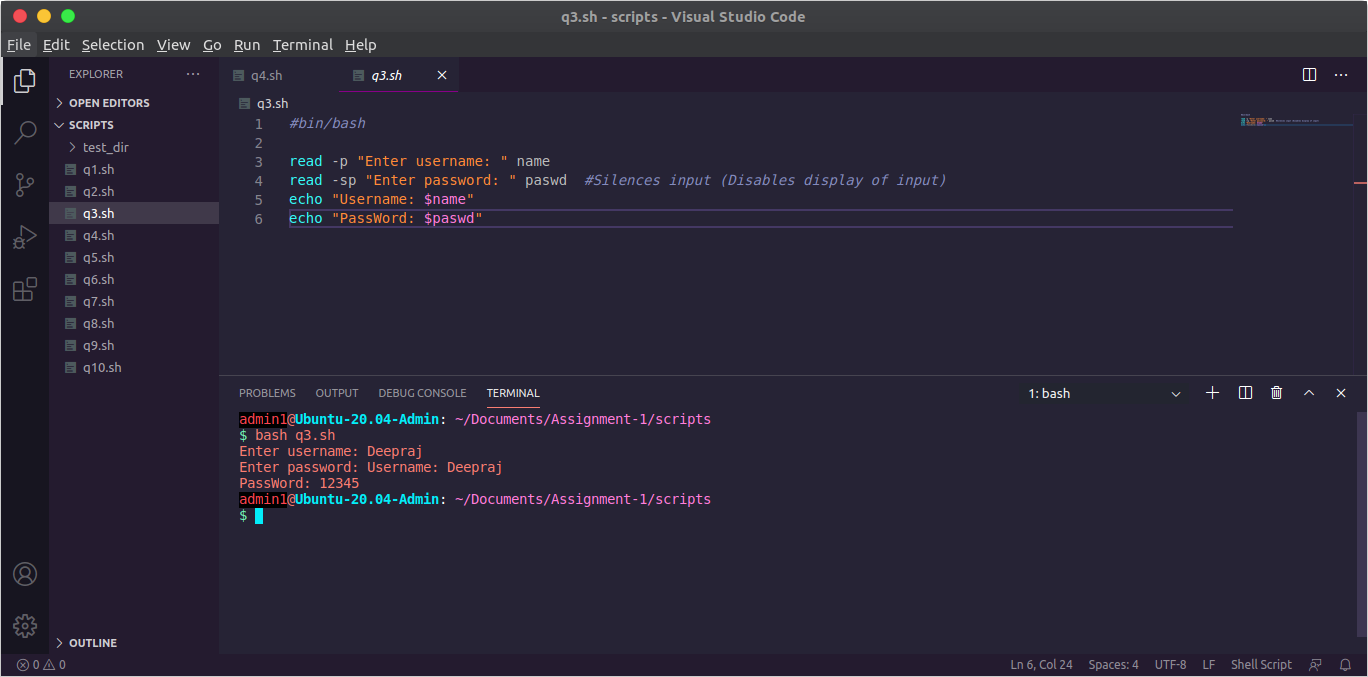 q3.sh - scripts - Visual Studio Code
File Edit Selection View Go Run Terminal Help
EXPLORER
OPEN EDITORS
SCRIPTS
test_dir
q1.sh
q2.sh
q3.sh
q4.sh
q5.sh
q6.sh
q7.sh
q8.sh
q9.sh
q10.sh
OUTLINE
q4.sh q3.sh
q3.sh
1 #bin/bash
2
3 read -p "Enter username: " name
4 read -sp "Enter password: " paswd  #Silences input (Disables display of input)
5 echo "Username: $name"
6 echo "PassWord: $paswd"
PROBLEMS OUTPUT DEBUG CONSOLE TERMINAL 1: bash
admin1@Ubuntu-20.04-Admin: ~/Documents/Assignment-1/scripts
$ bash q3.sh
Enter username: Deepraj
Enter password: Username: Deepraj
PassWord: 12345
admin1@Ubuntu-20.04-Admin: ~/Documents/Assignment-1/scripts
$
0 0 Ln 6, Col 24 Spaces: 4 UTF-8 LF Shell Script